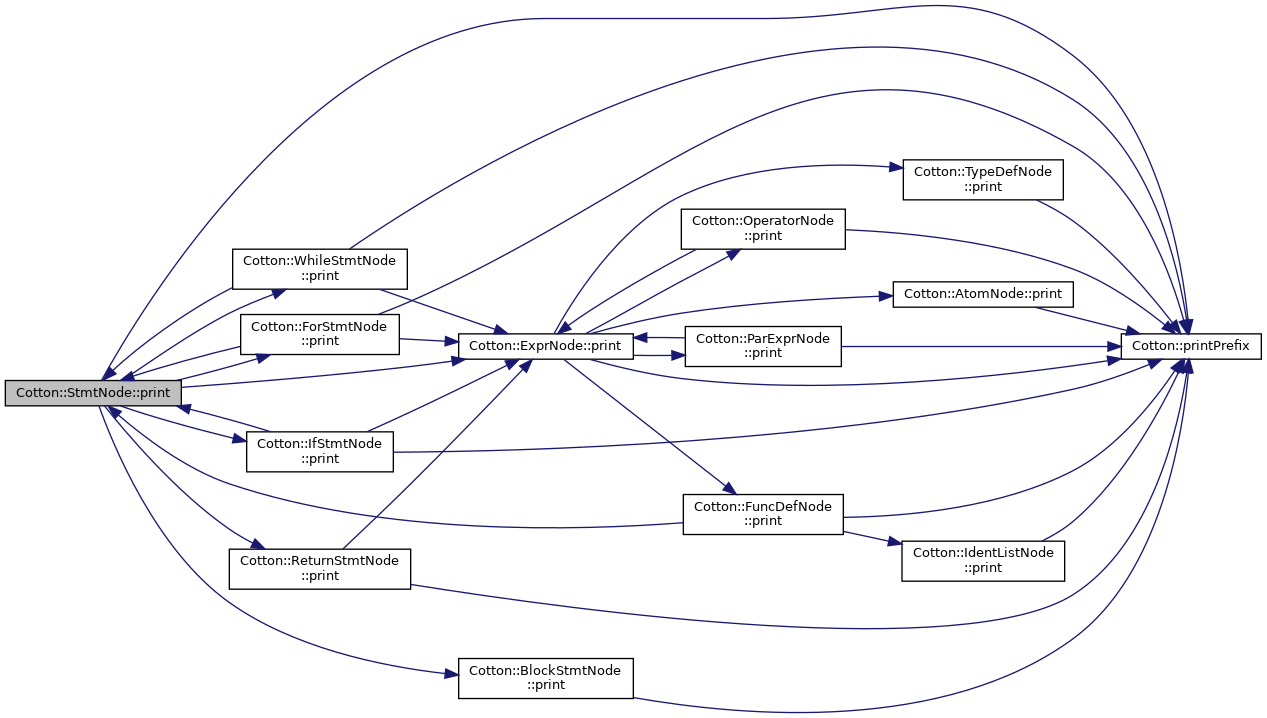 Cotton::StmtNode::print
Cotton::WhileStmtNode
::print
Cotton::ForStmtNode
::print
Cotton::IfStmtNode
::print
Cotton::ReturnStmtNode
::print
Cotton::ExprNode::print
Cotton::BlockStmtNode
::print
Cotton::OperatorNode
::print
Cotton::ParExprNode
::print
Cotton::FuncDefNode
::print
Cotton::TypeDefNode
::print
Cotton::AtomNode::print
Cotton::IdentListNode
::print
Cotton::printPrefix